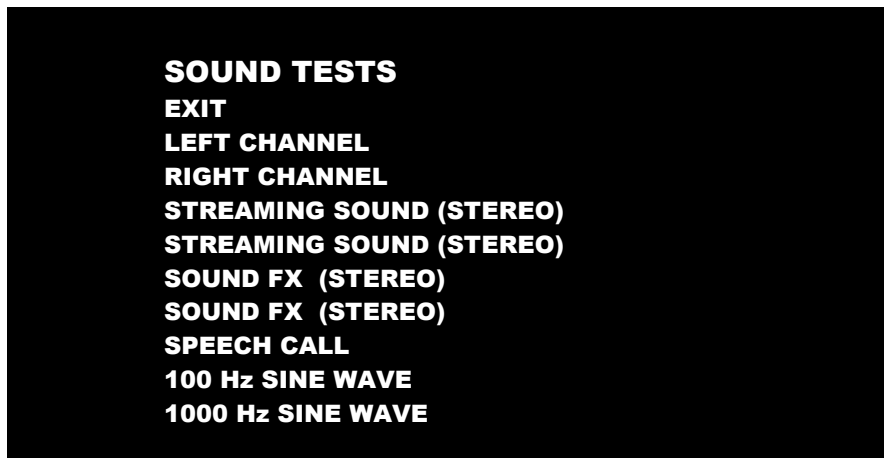 SOUND TESTS
EXIT
LEFT CHANNEL
RIGHT CHANNEL
STREAMING SOUND (STEREO)
STREAMING SOUND (STEREO)
SOUND FX  (STEREO)
SOUND FX  (STEREO)
SPEECH CALL
100 Hz SINE WAVE
1000 Hz SINE WAVE